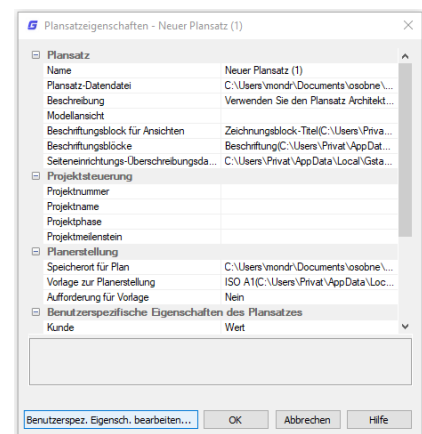 Plansatzeigenschaften - Neuer Plansatz (1)
Plansatz
Name Neuer Plansatz (1)
Plansatz-Datendatei C:\Users\mondr\Documents\osobne\...
Beschreibung Verwenden Sie den Plansatz Architekt...
Modellansicht
Beschriftungsblock für Ansichten Zeichnungsblock-Titel(C:\Users\Priva...
Beschriftungsblöcke Beschriftung(C:\Users\Privat\AppDat...
Seiteneinrichtungs-Überschreibungsda... C:\Users\Privat\AppData\Local\Gsta...
Projektsteuerung
Projektnummer
Projektname
Projektphase
Projektmeilenstein
Planerstellung
Speicherort für Plan C:\Users\mondr\Documents\osobne\...
Vorlage zur Planerstellung ISO A1(C:\Users\Privat\AppData\Loc...
Aufforderung für Vorlage Nein
Benutzerspezifische Eigenschaften des Plansatzes
Kunde Wert
Benutzerspez. Eigensch. bearbeiten... OK Abbrechen Hilfe